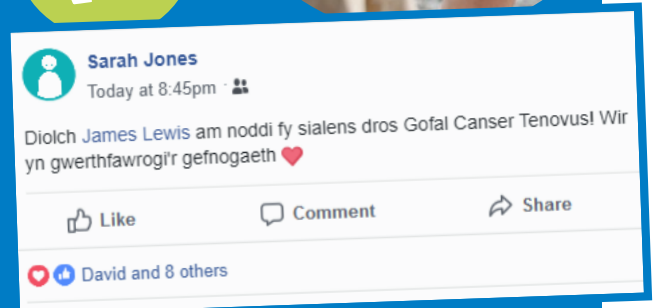 Sarah Jones
Today at 8:45pm ·
Diolch James Lewis am noddi fy sialens dros Gofal Canser Tenovus! Wir
yn gwerthfawrogi'r gefnogaeth ❤
Like Comment Share
David and 8 others